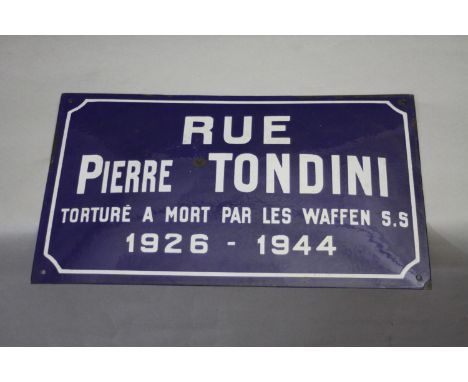 RUE
PIERRE TONDINI
TORTURÉ A MORT PAR LES WAFFEN S.S
1926 - 1944